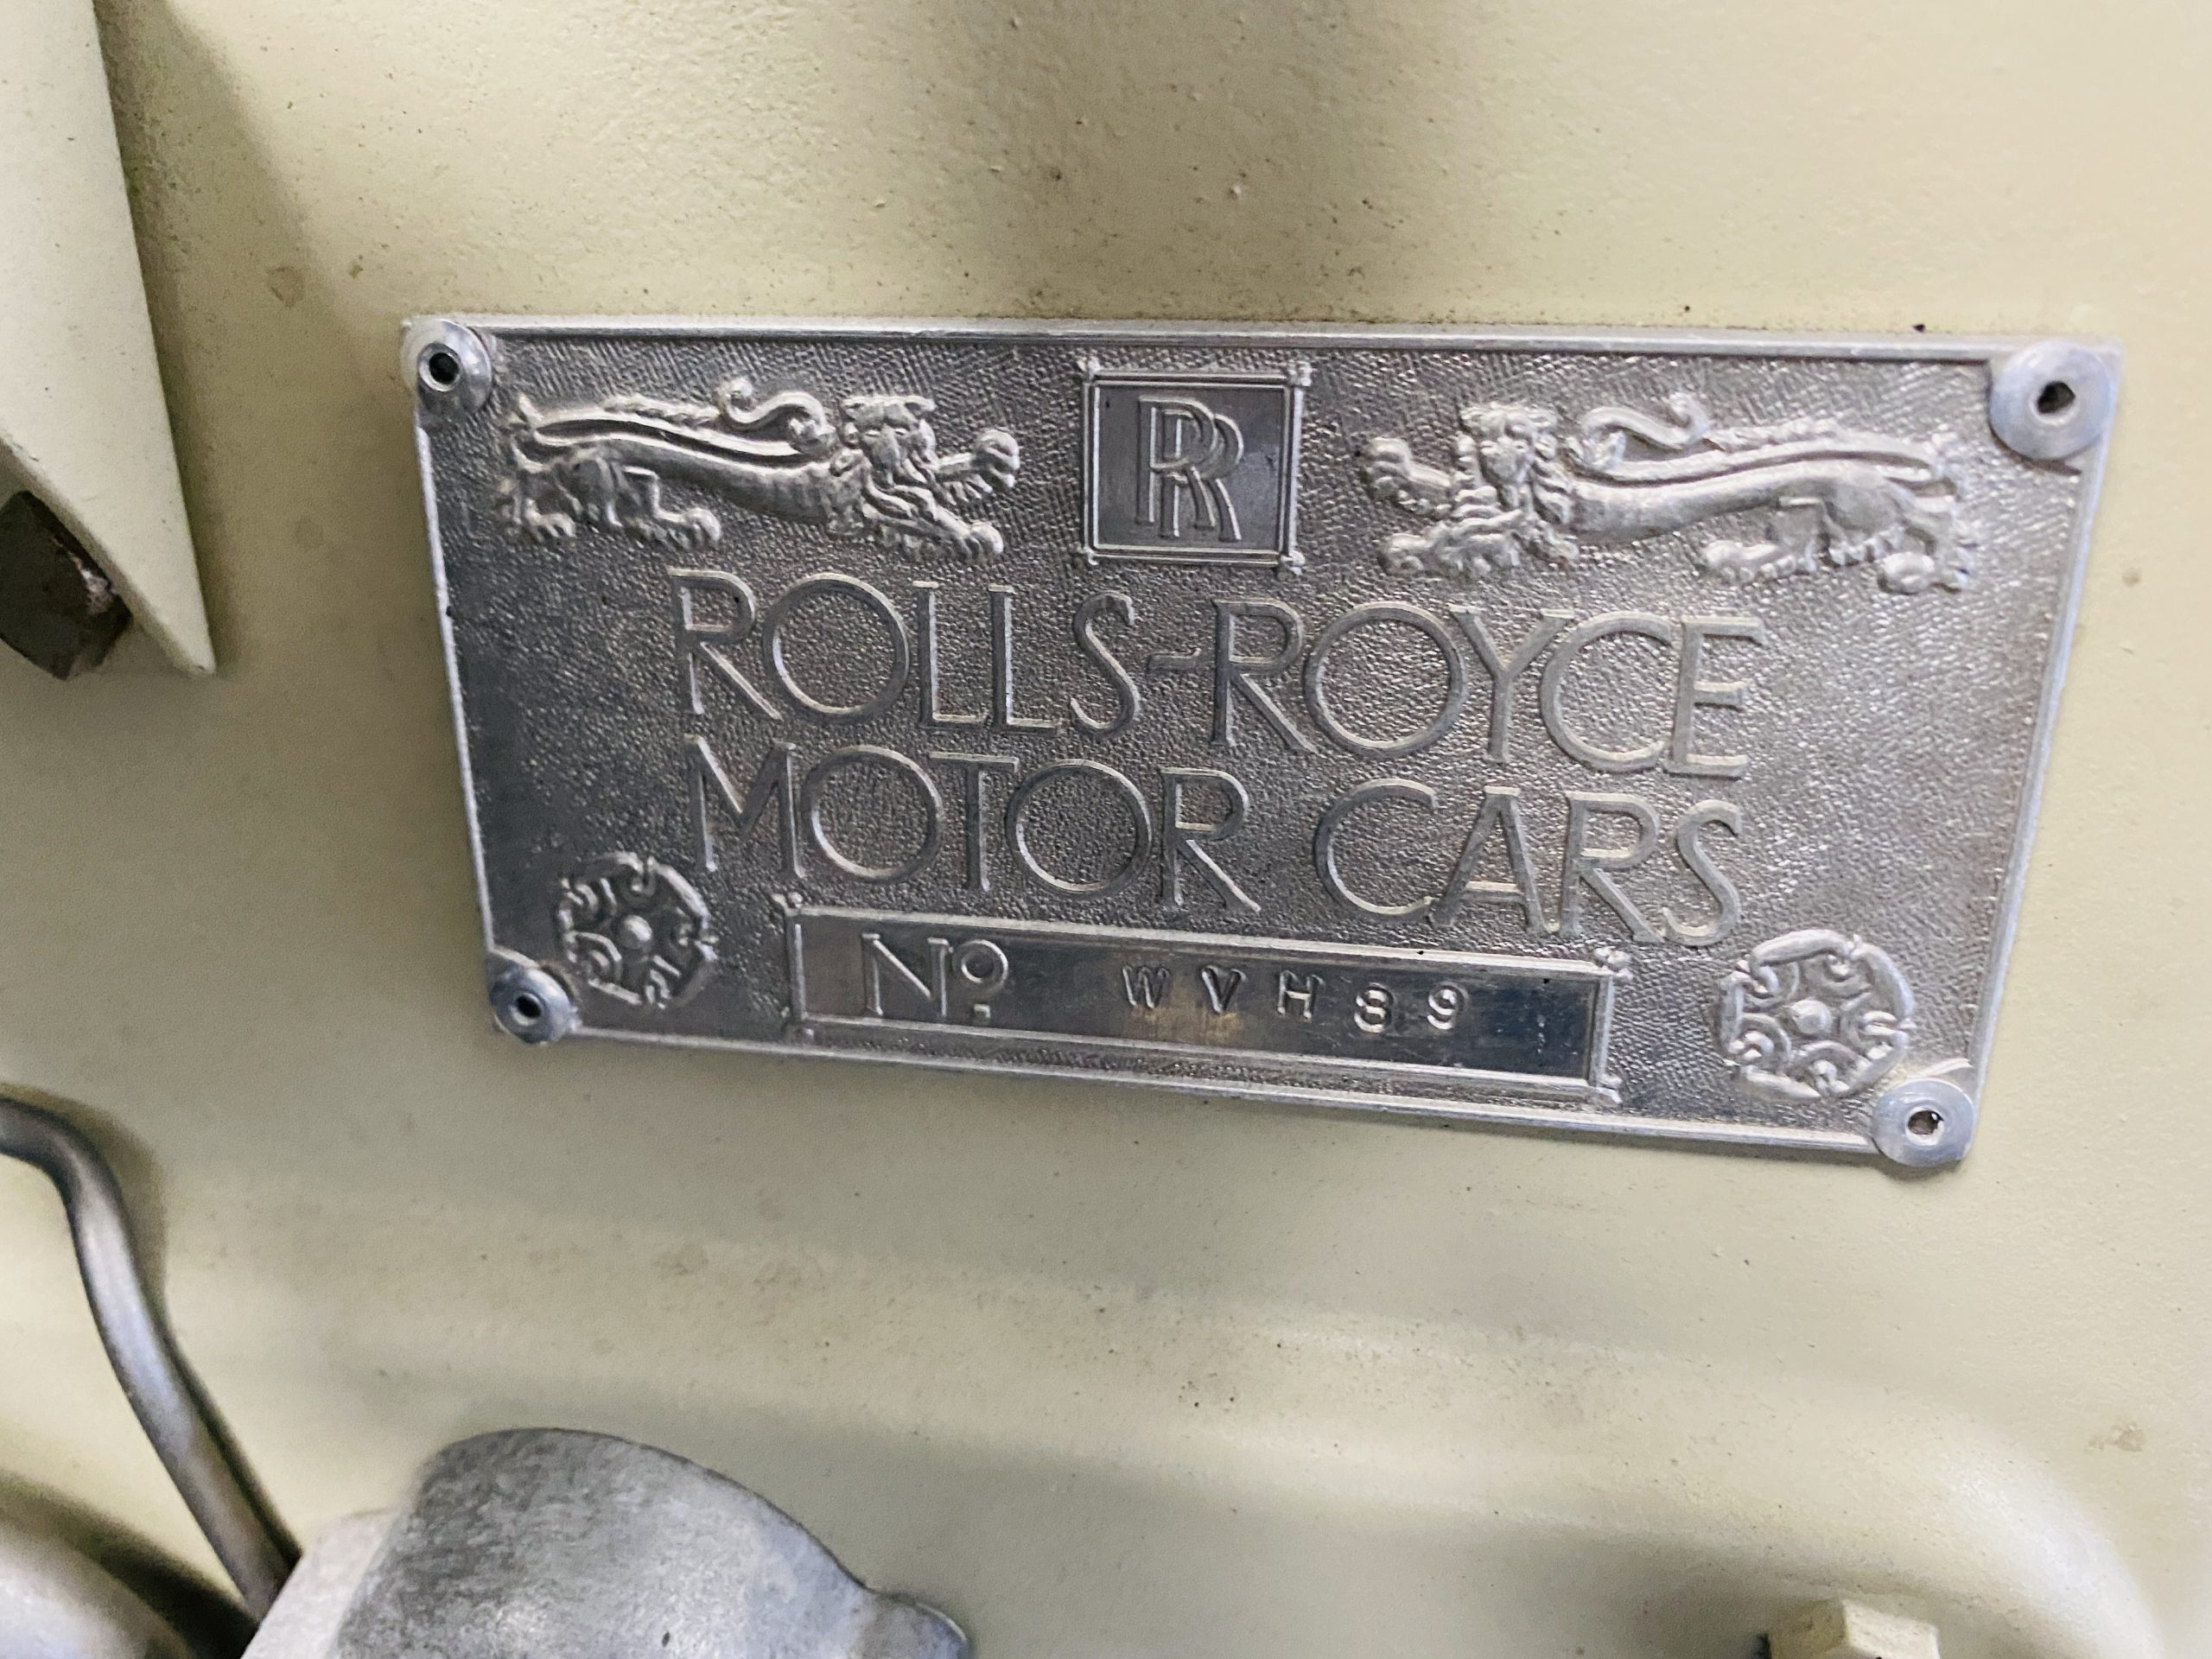 RR
ROLLS-ROYCE
MOTOR CARS
Nº WVH89